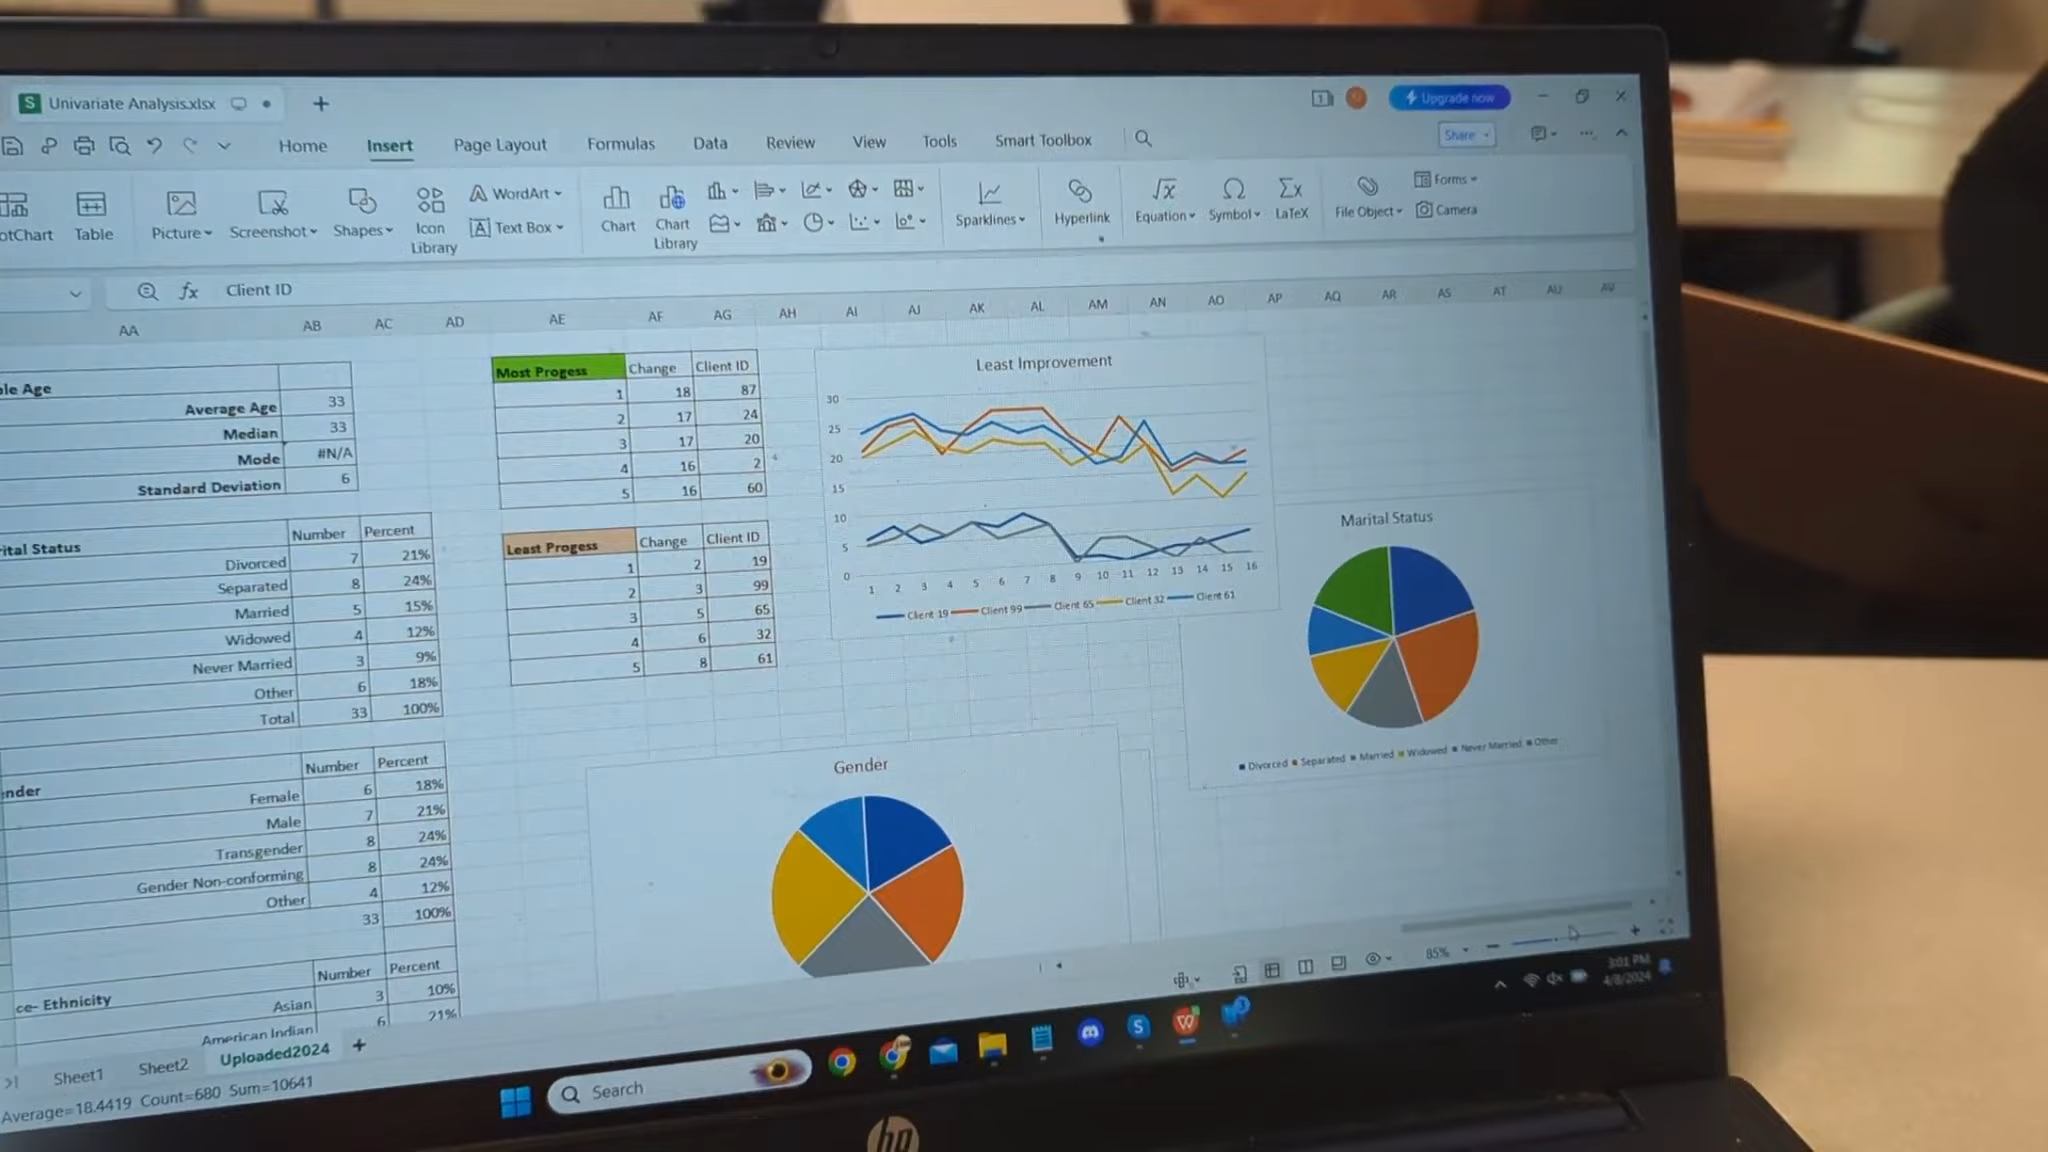 Univariate Analysis.xlsx
Upgrade now
Home Insert Page Layout Formulas Data Review View Tools Smart Toolbox
Share
otChart Table Picture Screenshot Shapes Icon Library WordArt Text Box Chart Chart Library Sparklines Hyperlink Equation Symbol LaTeX File Object Forms Camera
fx Client ID
AA AB AC AD AE AF AG AH AI AJ AK AL AM AN AO AP AQ AR AS AT AU AV
ole Age
Average Age 33
Median 33
Mode #N/A
Standard Deviation 6
rital Status Number Percent
Divorced 7 21%
Separated 8 24%
Married 5 15%
Widowed 4 12%
Never Married 3 9%
Other 6 18%
Total 33 100%
nder Number Percent
Female 6 18%
Male 7 21%
Transgender 8 24%
Gender Non-conforming 8 24%
Other 4 12%
33 100%
ce- Ethnicity Number Percent
Asian 3 10%
American Indian 6 21%
Most Progess Change Client ID
1 18 87
2 17 24
3 17 20
4 16 2
5 16 60
Least Progess Change Client ID
1 2 19
2 3 99
3 5 65
4 6 32
5 8 61
Least Improvement
30
25
20
15
10
5
0
1 2 3 4 5 6 7 8 9 10 11 12 13 14 15 16
Client 19 Client 99 Client 65 Client 32 Client 61
Marital Status
Divorced Separated Married Widowed Never Married Other
Gender
Sheet1 Sheet2 Uploaded2024
Average=18.4419 Count=680 Sum=10641
85%
Search
3:01 PM
4/8/2024
hp